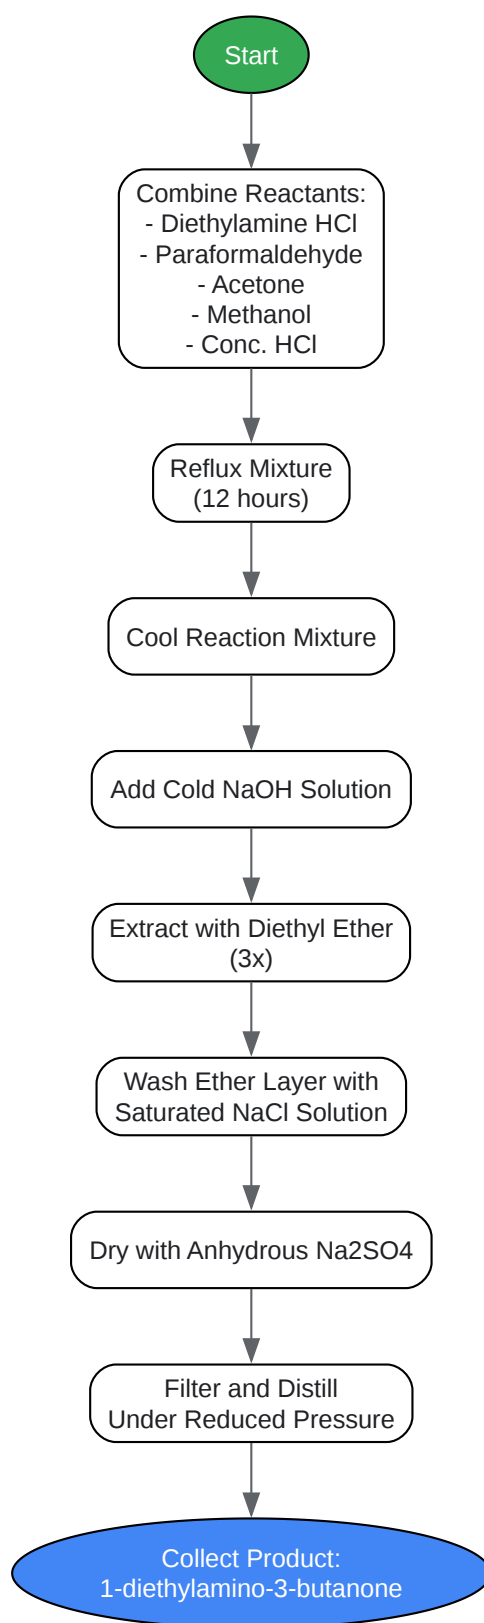 Start
Combine Reactants:
- Diethylamine HCl
- Paraformaldehyde
- Acetone
- Methanol
- Conc. HCl
Reflux Mixture
(12 hours)
Cool Reaction Mixture
Add Cold NaOH Solution
Extract with Diethyl Ether
(3x)
Wash Ether Layer with
Saturated NaCl Solution
Dry with Anhydrous Na2SO4
Filter and Distill
Under Reduced Pressure
Collect Product:
1-diethylamino-3-butanone